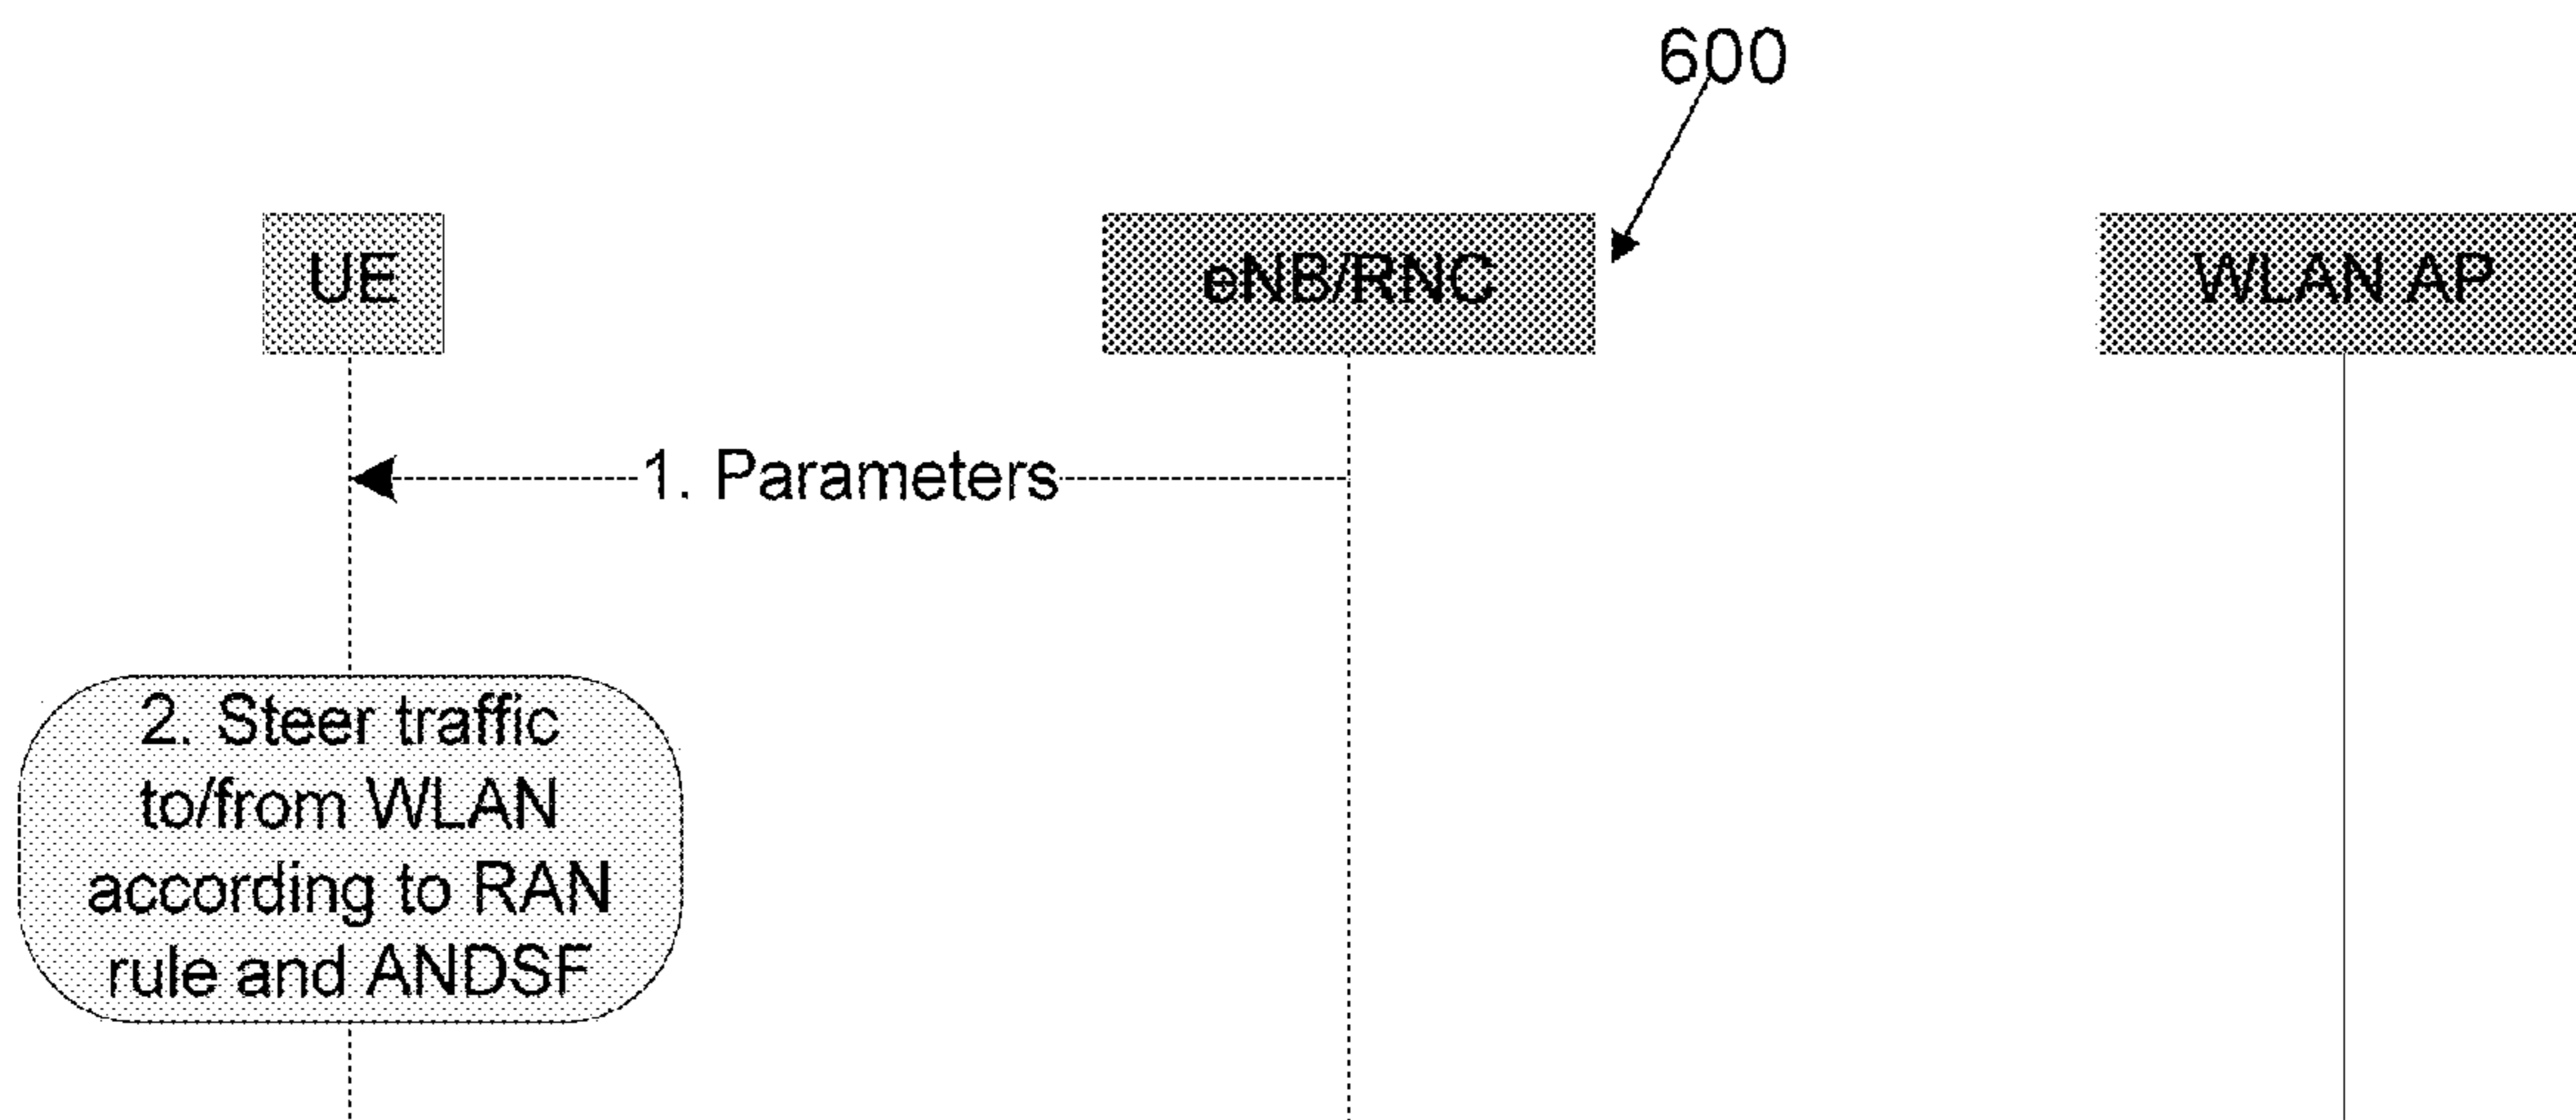 600
UE
eNB/RNC
WLAN AP
1. Parameters
2. Steer traffic
to/from WLAN
according to RAN
rule and ANDSF